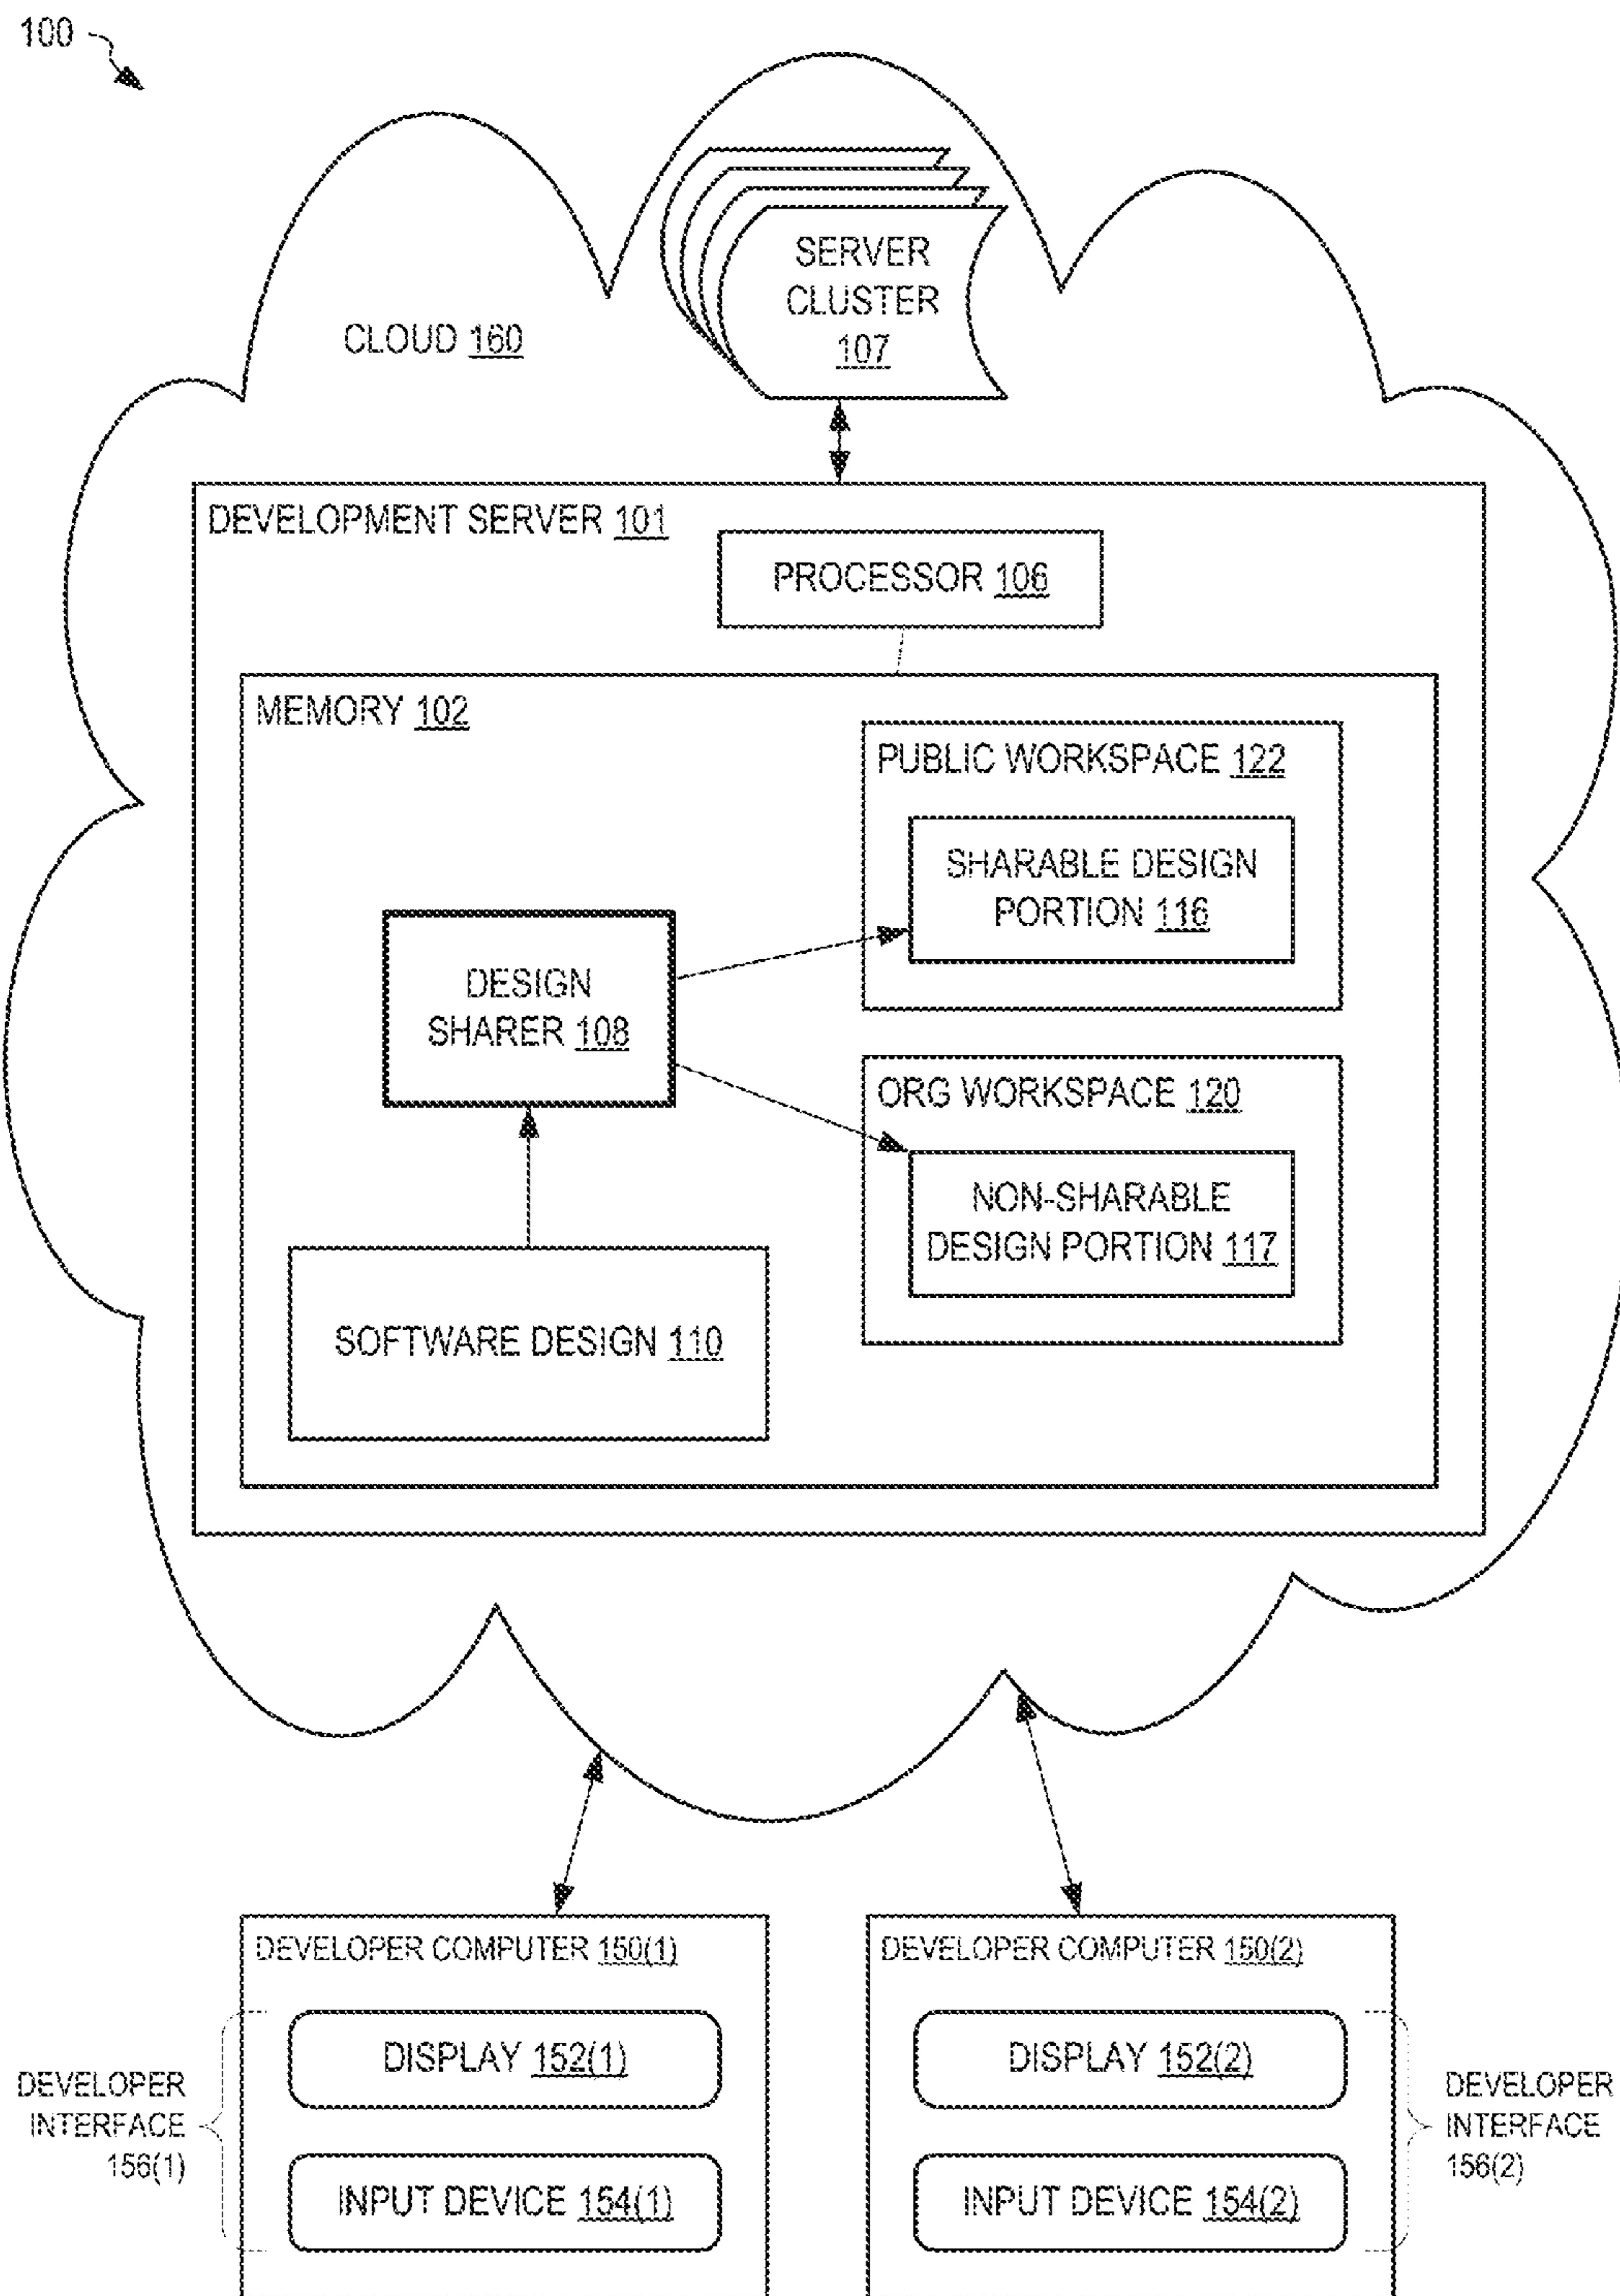 100
SERVER
CLUSTER
107
CLOUD 160
DEVELOPMENT SERVER 101
PROCESSOR 106
MEMORY 102
PUBLIC WORKSPACE 122
SHARABLE DESIGN
PORTION 116
DESIGN
SHARER 108
ORG WORKSPACE 120
NON-SHARABLE
DESIGN PORTION 117
SOFTWARE DESIGN 110
DEVELOPER COMPUTER 150(1)
DISPLAY 152(1)
INPUT DEVICE 154(1)
DEVELOPER
INTERFACE
156(1)
DEVELOPER COMPUTER 150(2)
DISPLAY 152(2)
INPUT DEVICE 154(2)
DEVELOPER
INTERFACE
156(2)